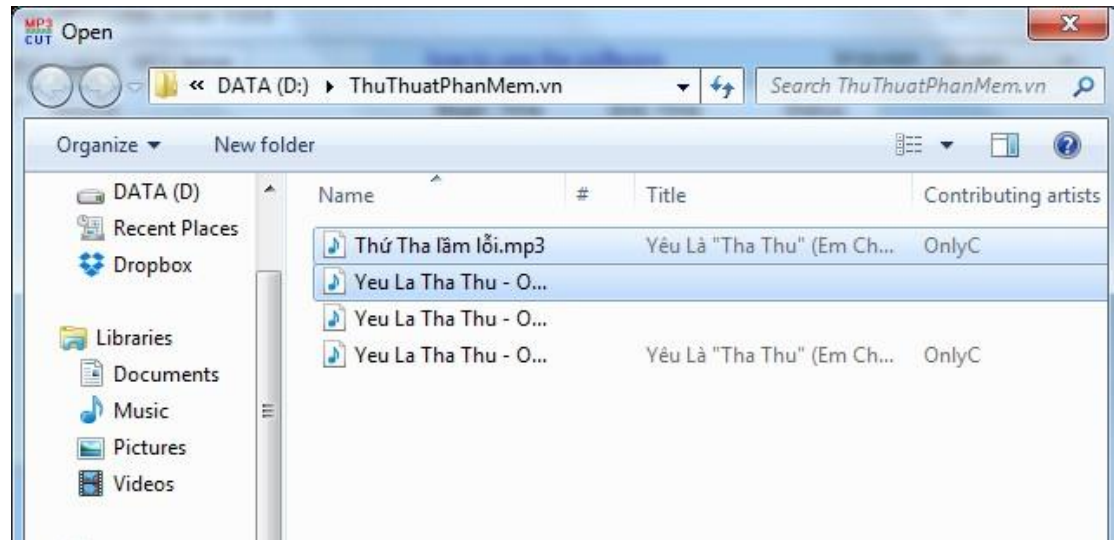 MP3 CUT Open
« DATA (D:) ThuThuatPhanMem.vn Search ThuThuatPhanMem.vn
Organize New folder
Name # Title Contributing artists
DATA (D)
Recent Places
Dropbox
Libraries
Documents
Music
Pictures
Videos
Thứ Tha lầm lỗi.mp3 Yêu Là "Tha Thu" (Em Ch... OnlyC
Yeu La Tha Thu - O...
Yeu La Tha Thu - O...
Yeu La Tha Thu - O... Yêu Là "Tha Thu" (Em Ch... OnlyC